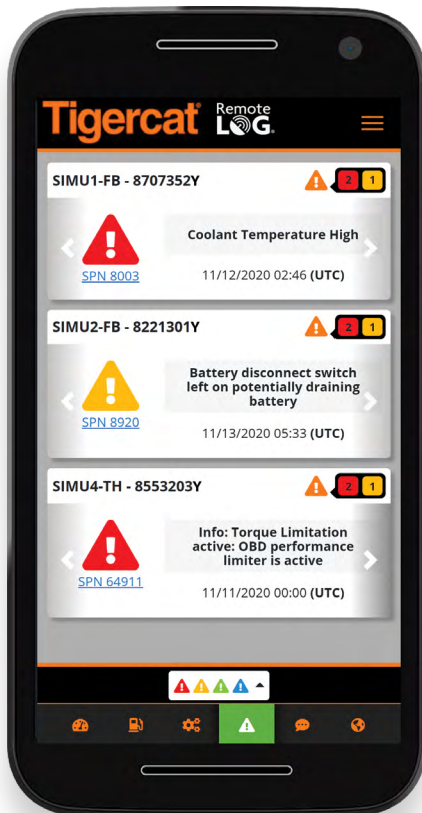 Tigercat® Remote LOG®
SIMU1-FB - 8707352Y 2 1
Coolant Temperature High
SPN 8003
11/12/2020 02:46 (UTC)
SIMU2-FB - 8221301Y 2 1
Battery disconnect switch
left on potentially draining
battery
SPN 8920
11/13/2020 05:33 (UTC)
SIMU4-TH - 8553203Y 2 1
Info: Torque Limitation
active: OBD performance
limiter is active
SPN 64911
11/11/2020 00:00 (UTC)